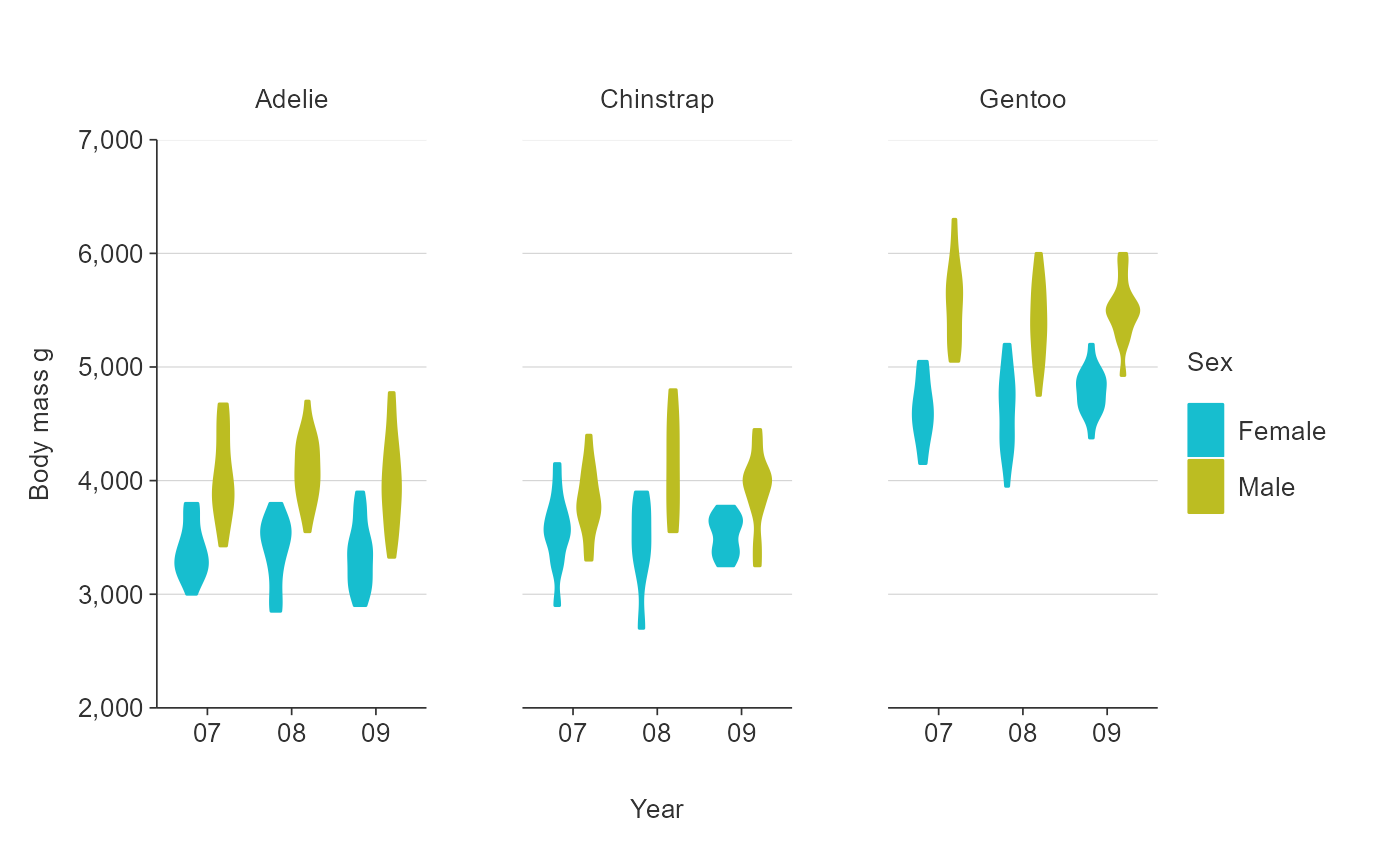 Adelie Chinstrap Gentoo
7,000
6,000
5,000
4,000
3,000
2,000
Body mass g
07 08 09 07 08 09 07 08 09
Year
Sex
Female
Male